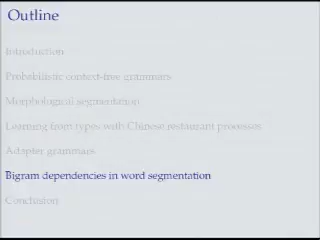 Outline
Introduction
Probabilistic context-free grammars
Morphological segmentation
Learning from types with Chinese restaurant processes
Adaptor grammars
Bigram dependencies in word segmentation
Conclusion